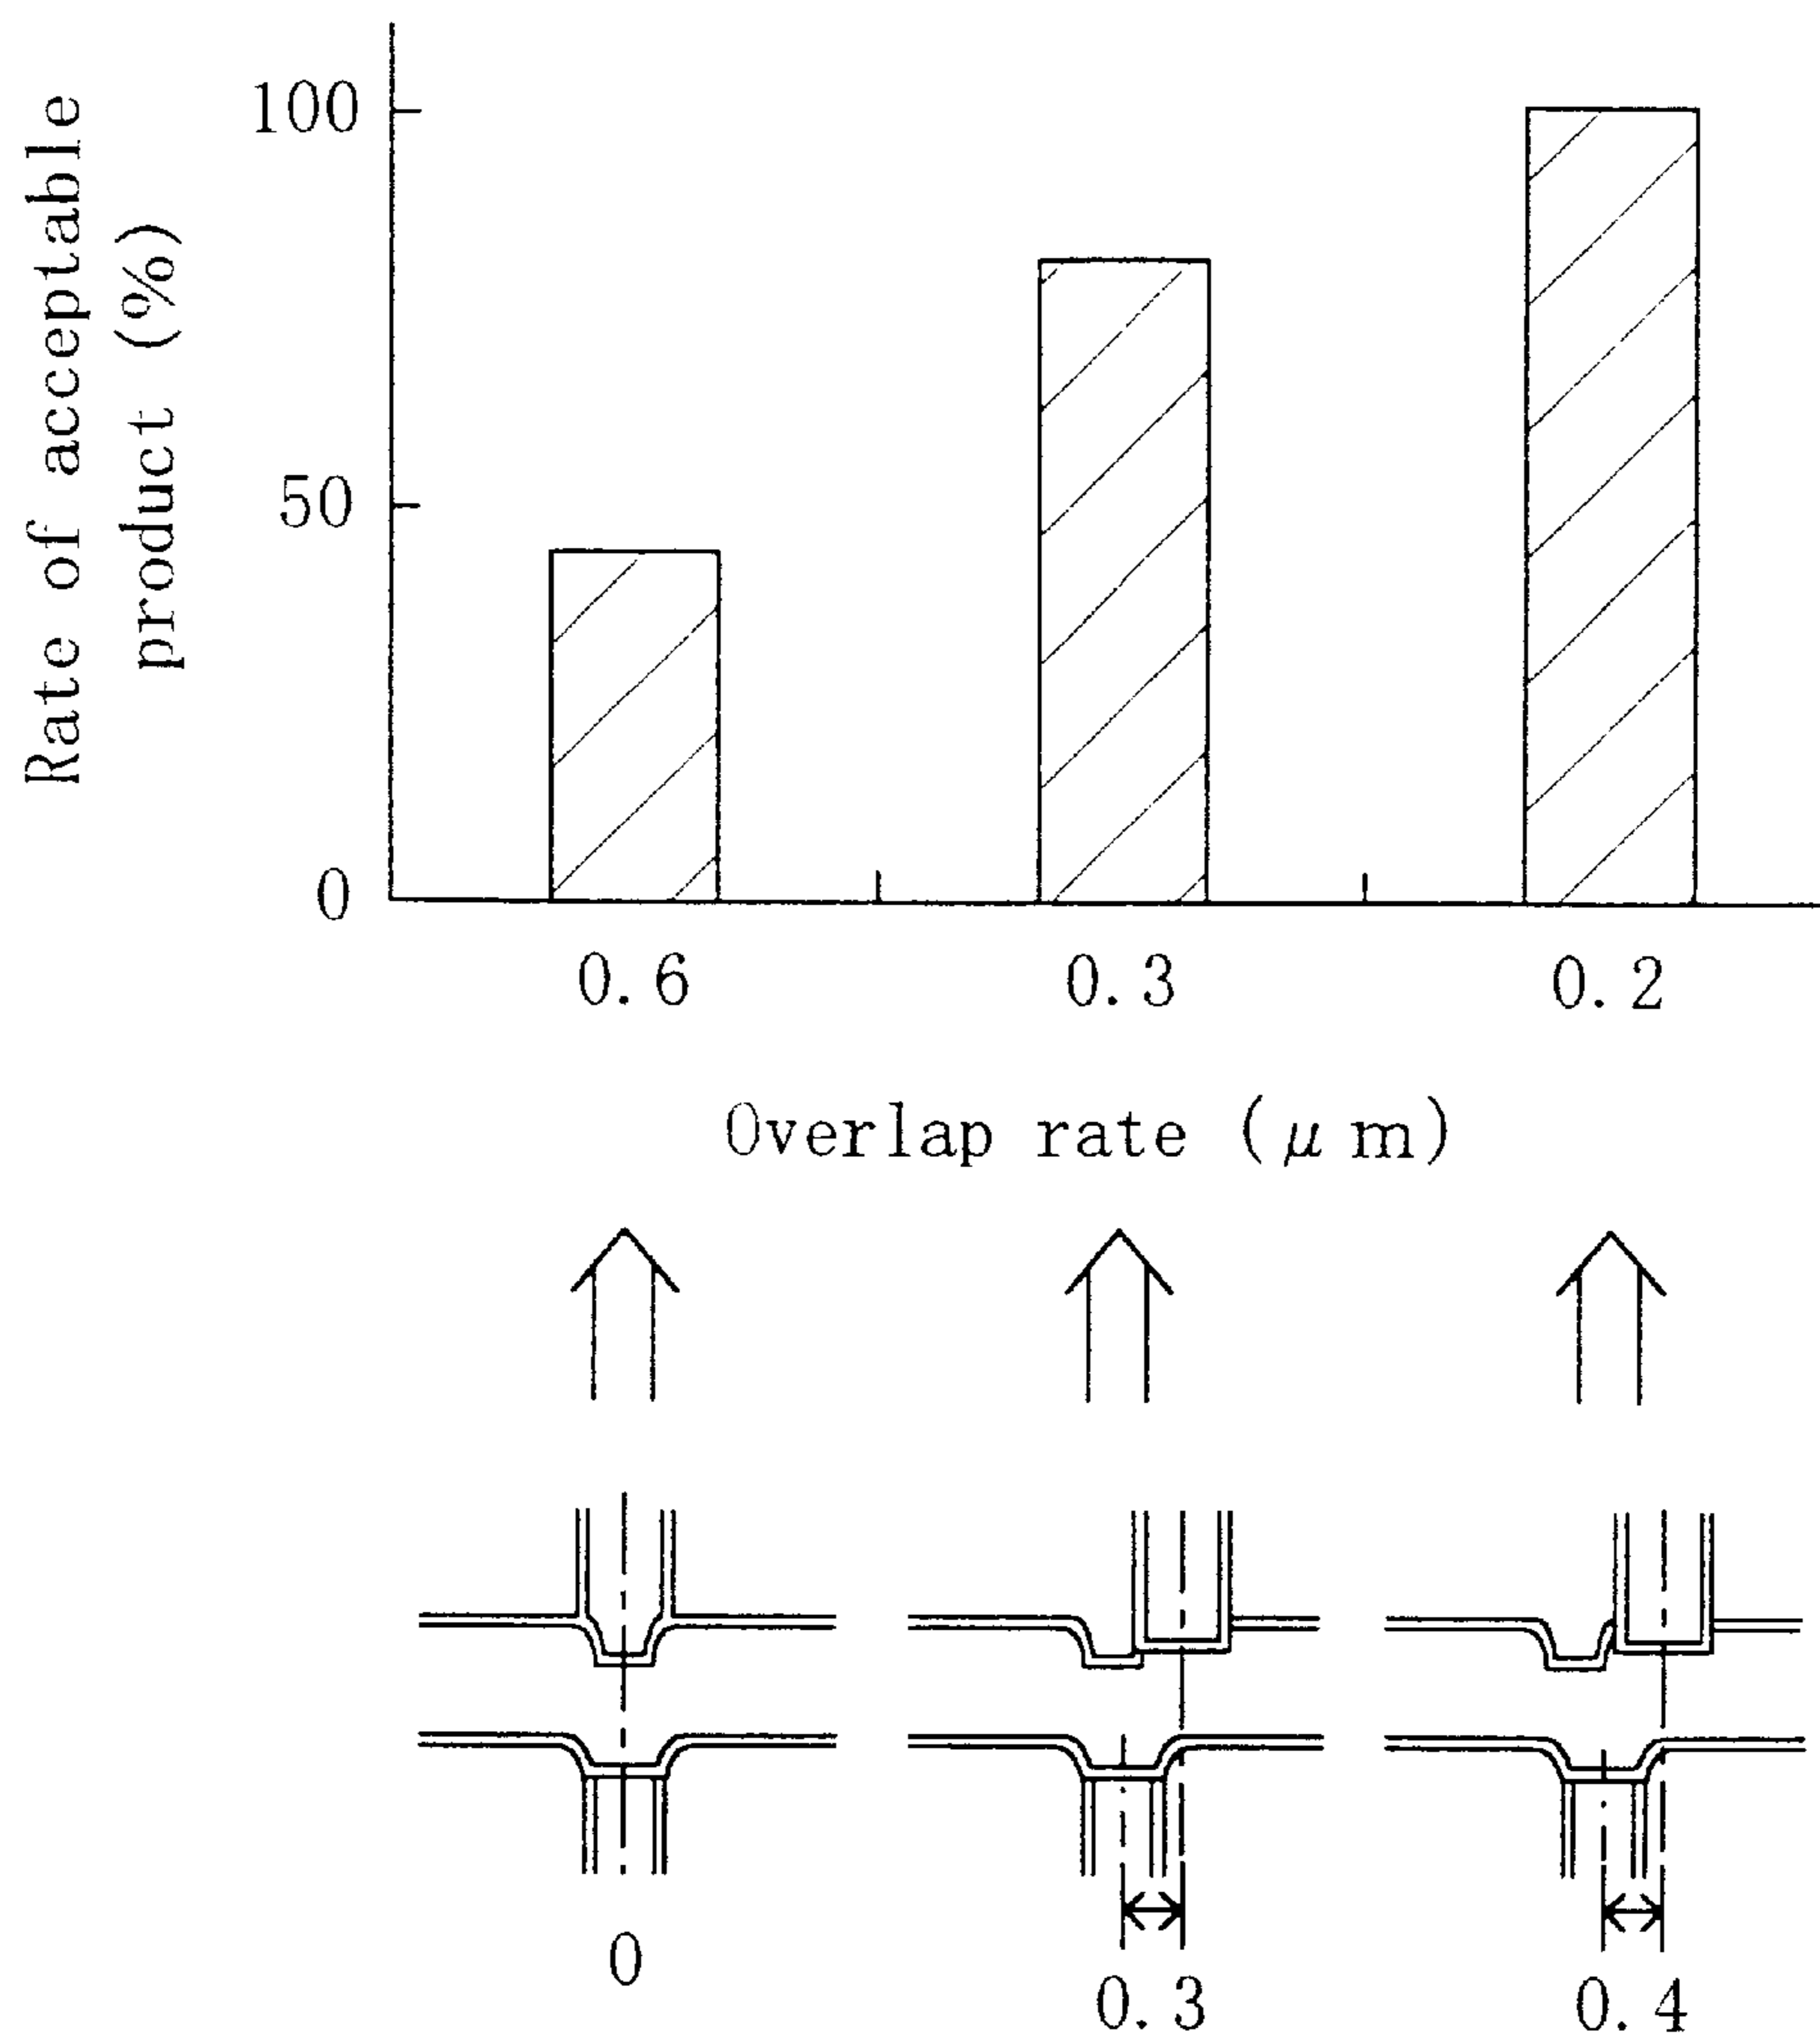 Rate of acceptable
product (%)
100
50
0
0.6 0.3 0.2
Overlap rate (μm)
0 0.3 0.4